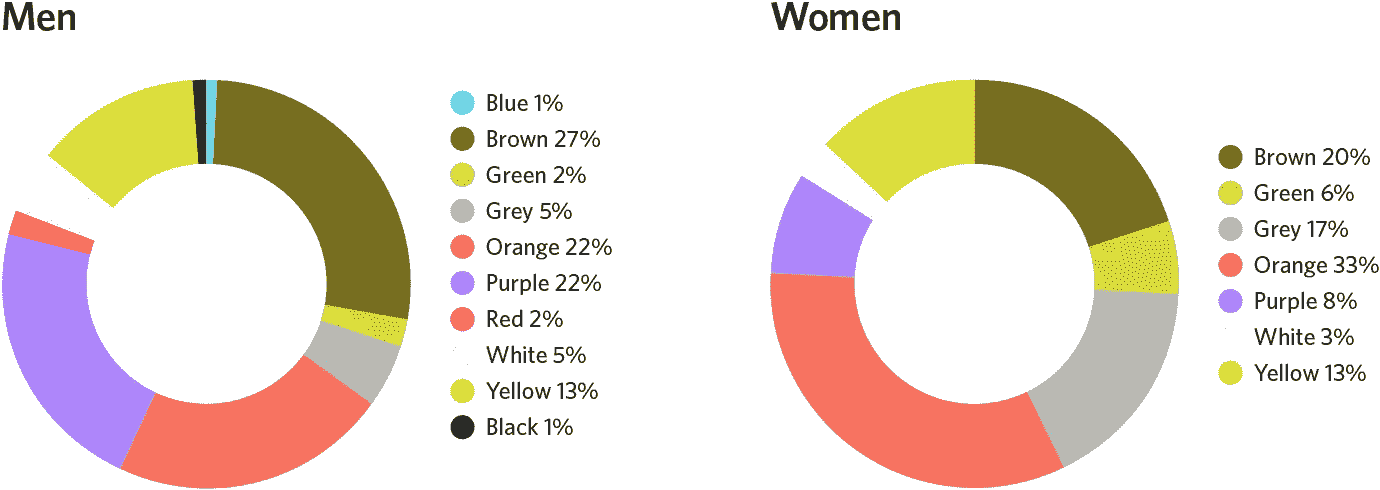 Men
Blue 1%
Brown 27%
Green 2%
Grey 5%
Orange 22%
Purple 22%
Red 2%
White 5%
Yellow 13%
Black 1%
Women
Brown 20%
Green 6%
Grey 17%
Orange 33%
Purple 8%
White 3%
Yellow 13%